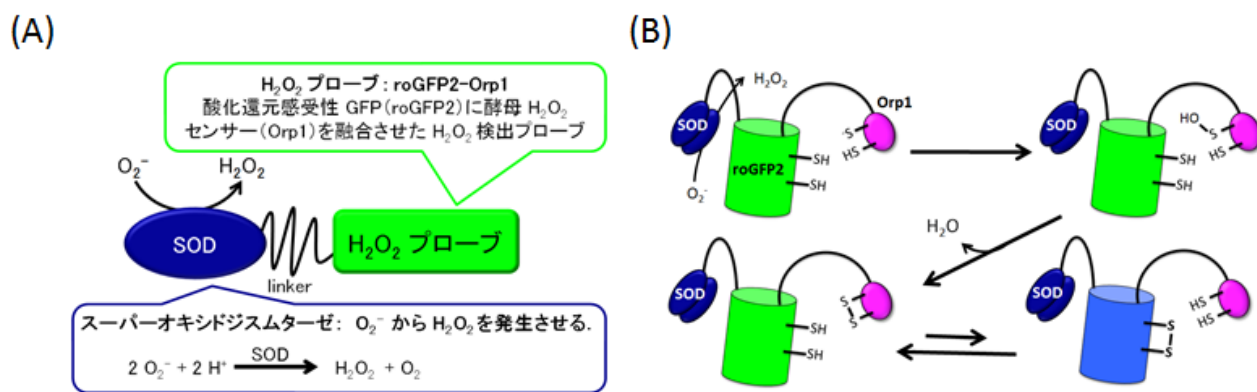 (A)
H₂O₂ プローブ：roGFP2-Orp1
酸化還元感受性 GFP(roGFP2)に酵母 H₂O₂
センサー(Orp1)を融合させた H₂O₂ 検出プローブ
O₂⁻
H₂O₂
SOD
linker
H₂O₂ プローブ
スーパーオキシドジスムターゼ： O₂⁻ から H₂O₂を発生させる.
2 O₂⁻ + 2 H⁺ SOD H₂O₂ + O₂
(B)
H₂O₂
SOD
Orp1
⁻S
HS
roGFP2
SH
SH
O₂⁻
SOD
HO
S
HS
SH
SH
H₂O
SOD
S
S
SH
SH
SOD
HS
HS
S
S